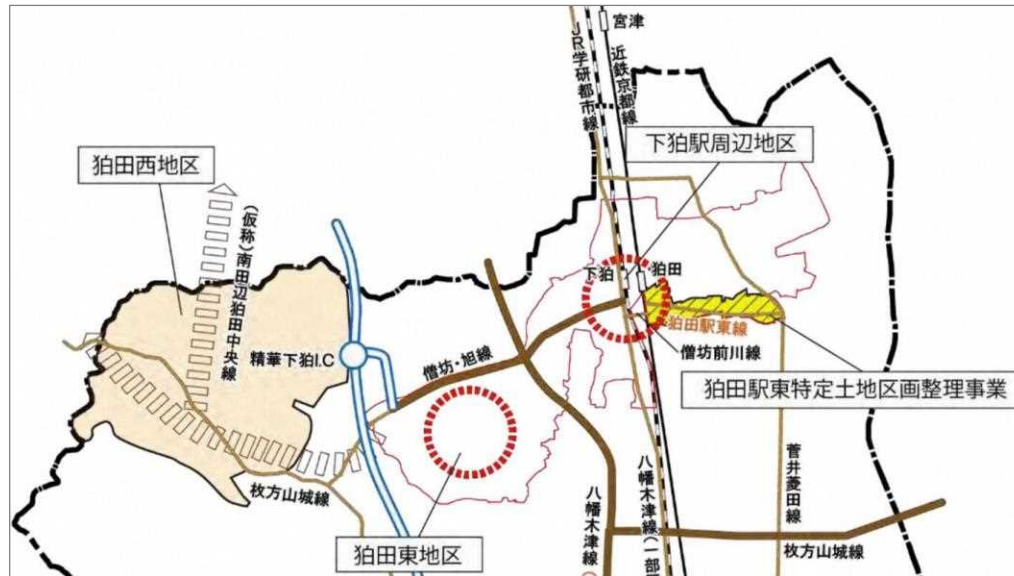 宮津
JR学研都市線
近鉄京都線
下狛駅周辺地区
狛田西地区
(仮称)南田辺狛田中央線
下狛
狛田
狛田駅東線
精華下狛I.C
僧坊・旭線
僧坊前川線
狛田駅東特定土地区画整理事業
枚方山城線
狛田東地区
八幡木津線
八幡木津線(一部
菅井菱田線
枚方山城線